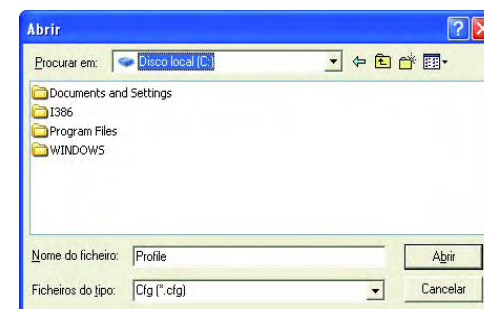 Abrir
Procurar em: Disco local (C:)
Documents and Settings
I386
Program Files
WINDOWS
Nome do ficheiro: Profile Abrir
Ficheiros do tipo: Cfg (*.cfg) Cancelar